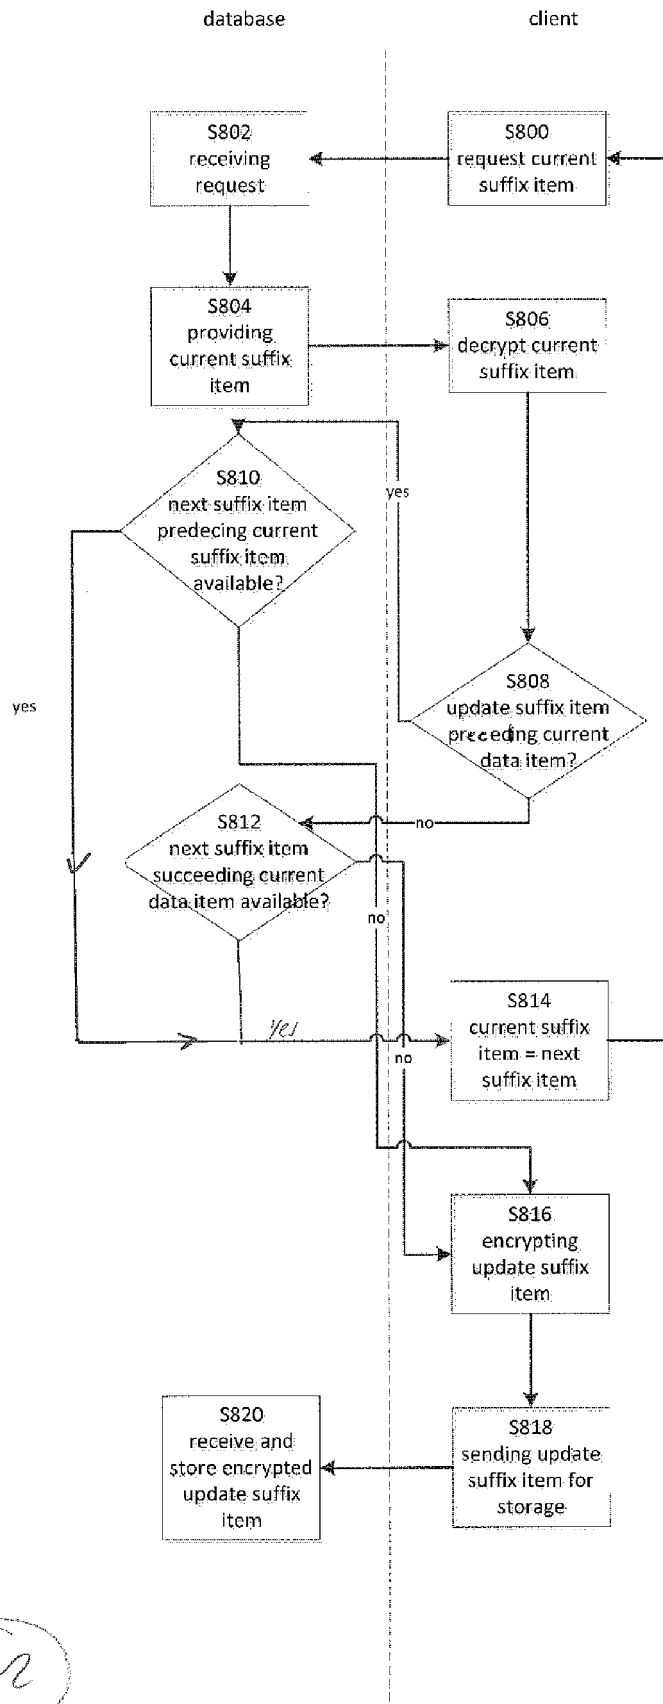 database
client
S802
receiving
request
S800
request current
suffix item
S804
providing
current suffix
item
S806
decrypt current
suffix item
S810
next suffix item
predecing current
suffix item
available?
yes
yes
S808
update suffix item
preceding current
data item?
no
S812
next suffix item
succeeding current
data item available?
no
yes
no
S814
current suffix
item = next
suffix item
S816
encrypting
update suffix
item
S820
receive and
store encrypted
update suffix
item
S818
sending update
suffix item for
storage